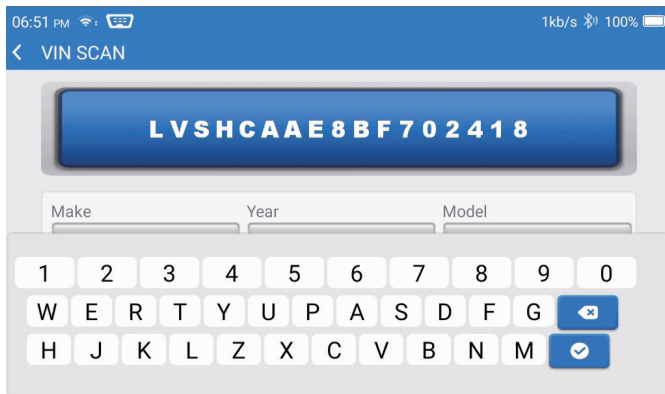 06:51 PM 1kb/s 100%
VIN SCAN
LVSHCAAE8BF702418
Make Year Model
1 2 3 4 5 6 7 8 9 0
W E R T Y U P A S D F G
H J K L Z X C V B N M